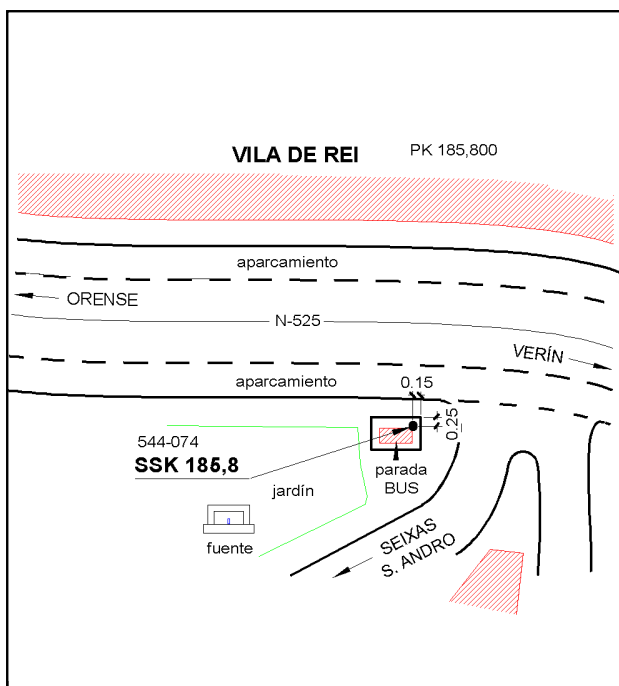 VILA DE REI
PK 185,800
aparcamiento
ORENSE
N-525
VERÍN
aparcamiento
0.15
0.25
544-074
SSK 185,8
parada
BUS
jardín
fuente
SEIXAS
S. ANDRO